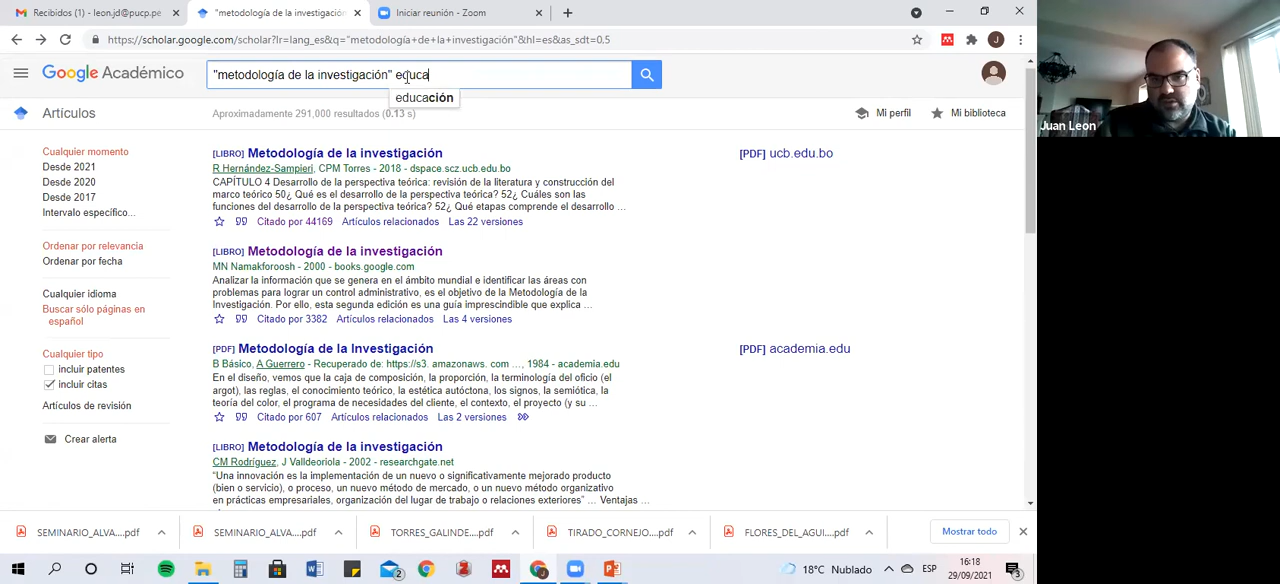 Recibidos (1) - leon.jd@pucp.pe
"metodología de la investigación
Iniciar reunión - Zoom
https://scholar.google.com/scholar?lr=lang_es&q="metodología+de+la+investigación"&hl=es&as_sdt=0,5
Google Académico
"metodología de la investigación" educa
educación
Artículos
Aproximadamente 291,000 resultados (0.13 s)
Mi perfil
Mi biblioteca
Cualquier momento
Desde 2021
Desde 2020
Desde 2017
Intervalo específico...
Ordenar por relevancia
Ordenar por fecha
Cualquier idioma
Buscar sólo páginas en
español
Cualquier tipo
incluir patentes
incluir citas
Artículos de revisión
Crear alerta
[LIBRO] Metodología de la investigación
R Hernández-Sampieri, CPM Torres - 2018 - dspace.scz.ucb.edu.bo
CAPÍTULO 4 Desarrollo de la perspectiva teórica: revisión de la literatura y construcción del
marco teórico 50¿ Qué es el desarrollo de la perspectiva teórica? 52¿ Cuáles son las
funciones del desarrollo de la perspectiva teórica? 52¿ Qué etapas comprende el desarrollo …
Citado por 44169 Artículos relacionados Las 22 versiones
[PDF] ucb.edu.bo
[LIBRO] Metodología de la investigación
MN Namakforoosh - 2000 - books.google.com
Analizar la información que se genera en el ámbito mundial e identificar las áreas con
problemas para lograr un control administrativo, es el objetivo de la Metodología de la
Investigación. Por ello, esta segunda edición es una guía imprescindible que explica …
Citado por 3382 Artículos relacionados Las 4 versiones
[PDF] Metodología de la Investigación
B Básico, A Guerrero - Recuperado de: https://s3. amazonaws. com …, 1984 - academia.edu
En el diseño, vemos que la caja de composición, la proporción, la terminología del oficio (el
argot), las reglas, el conocimiento teórico, la estética autóctona, los signos, la semiótica, la
teoría del color, el programa de necesidades del cliente, el contexto, el proyecto (y su …
Citado por 607 Artículos relacionados Las 2 versiones
[PDF] academia.edu
[LIBRO] Metodología de la investigación
CM Rodríguez, J Valldeoriola - 2002 - researchgate.net
"Una innovación es la implementación de un nuevo o significativamente mejorado producto
(bien o servicio), o proceso, un nuevo método de mercado, o un nuevo método organizativo
en prácticas empresariales, organización del lugar de trabajo o relaciones exteriores" … Ventajas …
SEMINARIO_ALVA....pdf
SEMINARIO_ALVA....pdf
TORRES_GALINDE....pdf
TIRADO_CORNEJO....pdf
FLORES_DEL_AGUI....pdf
Mostrar todo
18°C Nublado
ESP
16:18
29/09/2021
Juan Leon